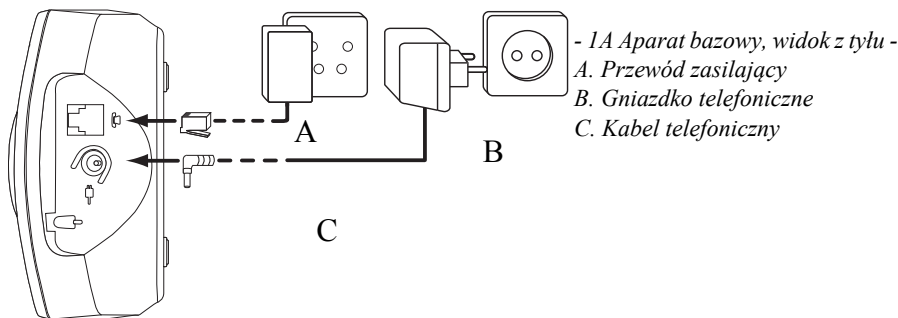 - 1A Aparat bazowy, widok z tyłu -
A. Przewód zasilający
B. Gniazdko telefoniczne
C. Kabel telefoniczny
A
B
C